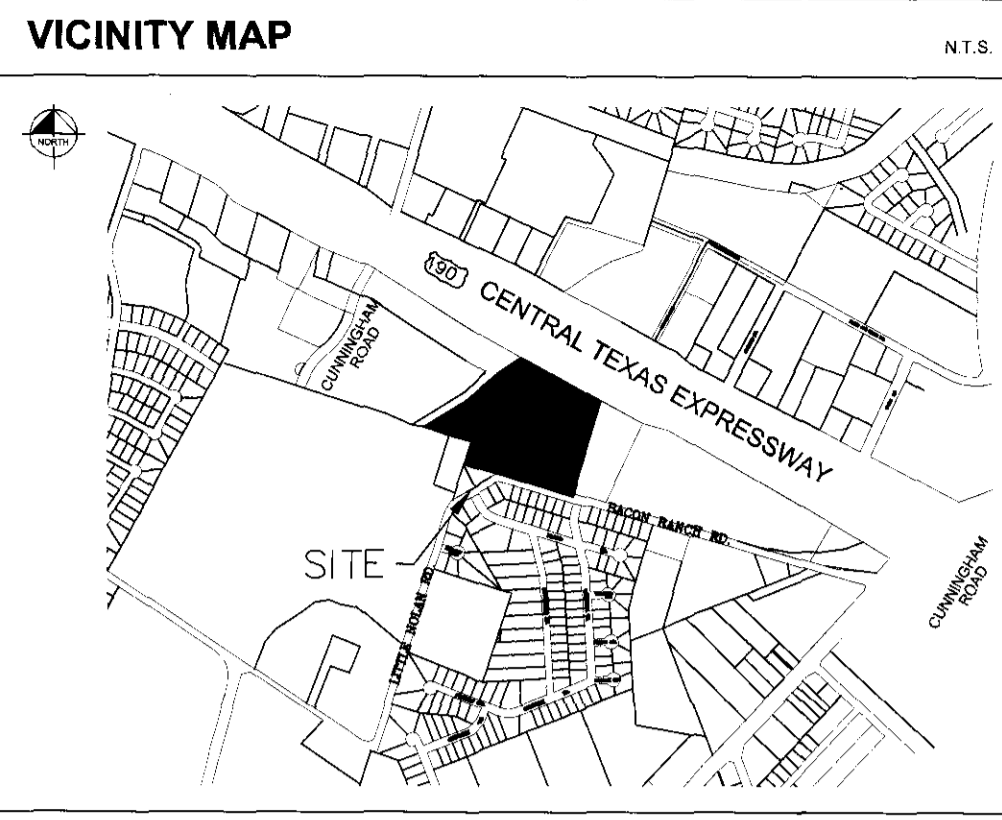 VICINITY MAP
N.T.S.
NORTH
190
CENTRAL TEXAS EXPRESSWAY
CUNNINGHAM
ROAD
BACON RANCH RD.
SITE
LITTLE NOLAN RD
CUNNINGHAM
ROAD